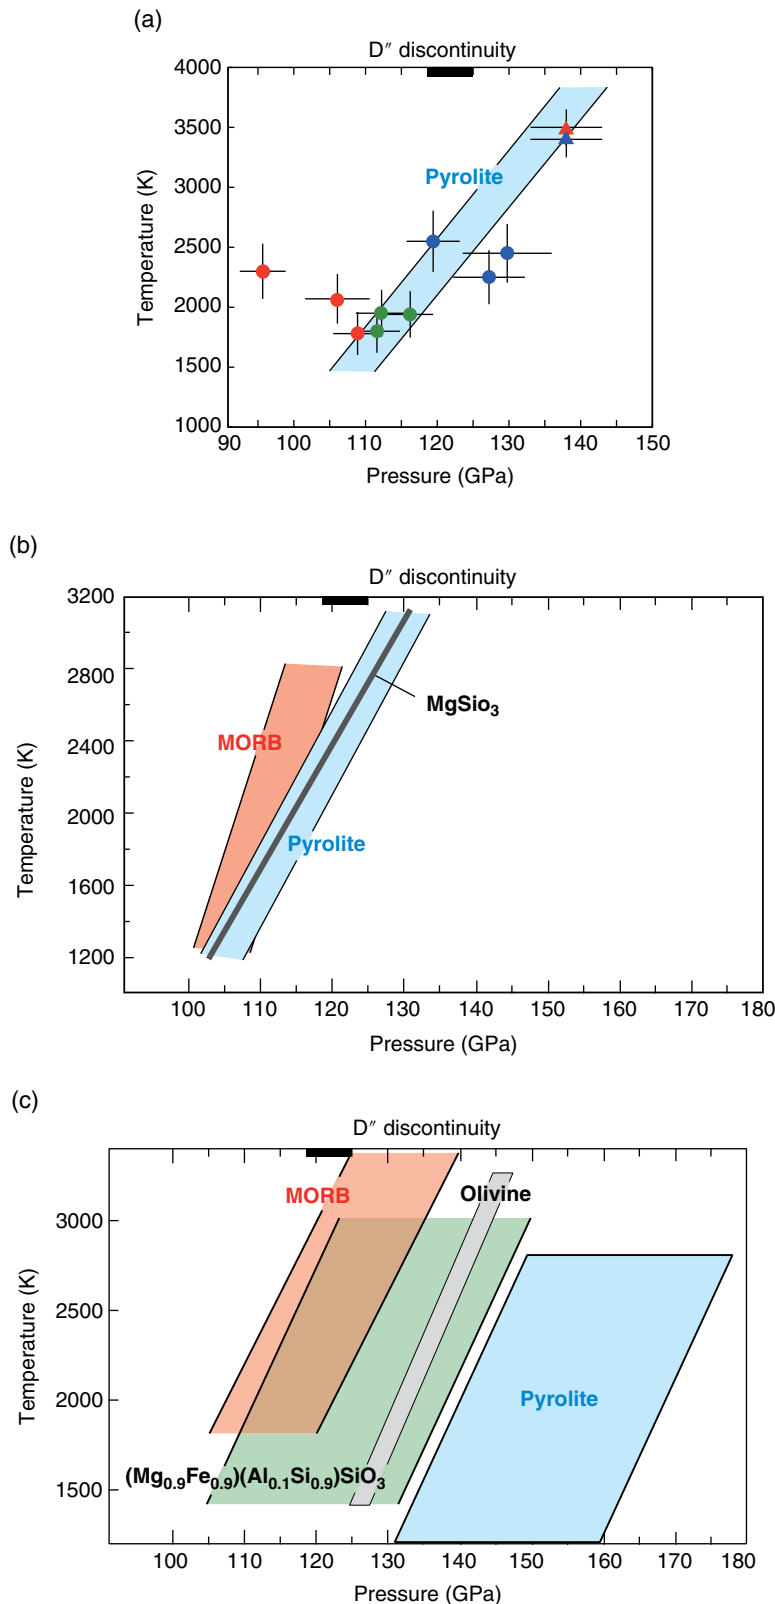 (a)
D″ discontinuity
4000
3500
3000
2500
2000
1500
1000
Temperature (K)
Pyrolite
90 100 110 120 130 140 150
Pressure (GPa)
(b)
D″ discontinuity
3200
2800
2400
2000
1600
1200
Temperature (K)
MORB
MgSio₃
Pyrolite
100 110 120 130 140 150 160 170 180
Pressure (GPa)
(c)
D″ discontinuity
3000
2500
2000
1500
Temperature (K)
MORB
Olivine
Pyrolite
(Mg₀.₉Fe₀.₉)(Al₀.₁Si₀.₉)SiO₃
100 110 120 130 140 150 160 170 180
Pressure (GPa)